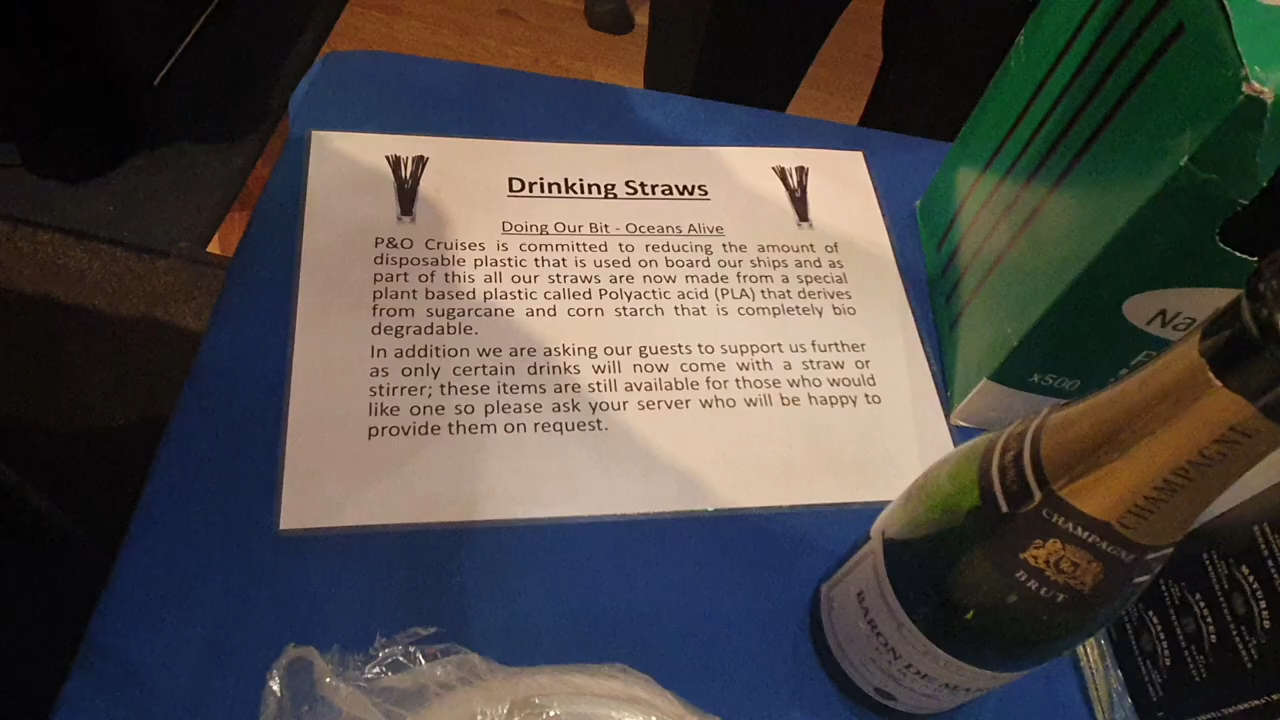 Drinking Straws
Doing Our Bit - Oceans Alive
P&O Cruises is committed to reducing the amount of
disposable plastic that is used on board our ships and as
part of this all our straws are now made from a special
plant based plastic called Polyactic acid (PLA) that derives
from sugarcane and corn starch that is completely bio
degradable.
In addition we are asking our guests to support us further
as only certain drinks will now come with a straw or
stirrer; these items are still available for those who would
like one so please ask your server who will be happy to
provide them on request.
x500
CHAMPAGNE
CHAMPAGNE
BRUT
BARON DE
MATURED
TASTED